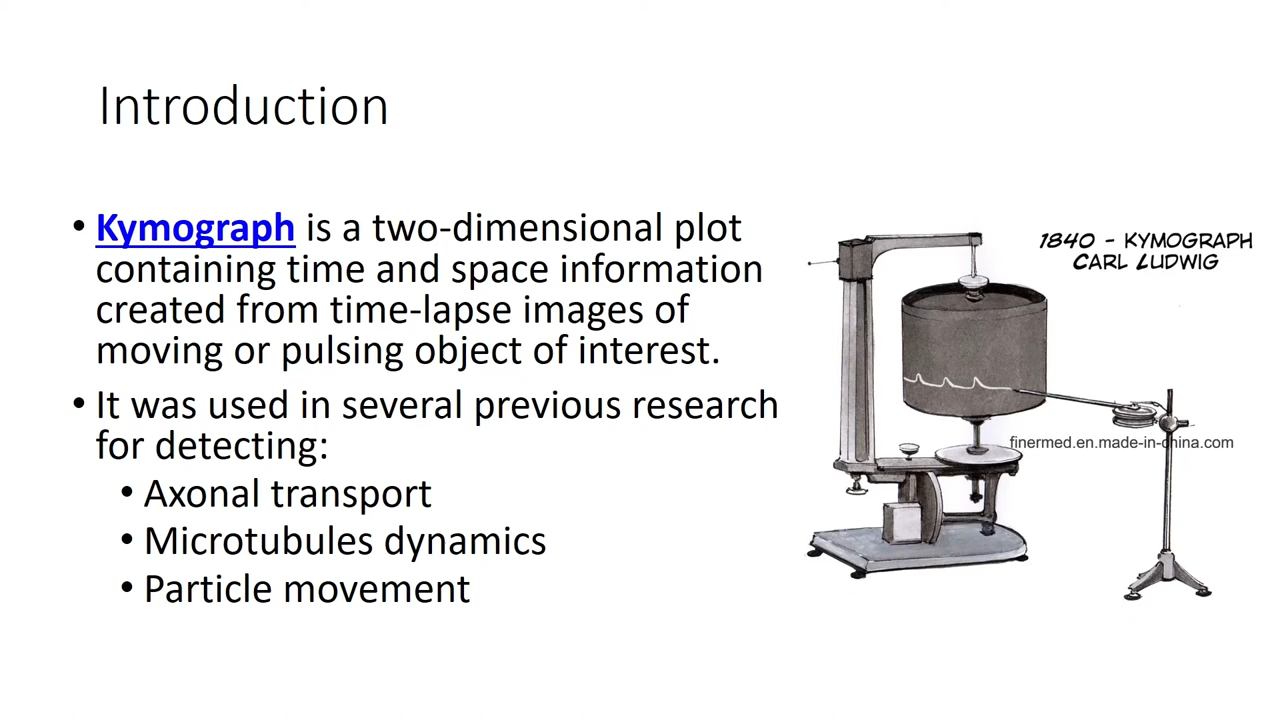 Introduction
• Kymograph is a two-dimensional plot
containing time and space information
created from time-lapse images of
moving or pulsing object of interest.
• It was used in several previous research
for detecting:
• Axonal transport
• Microtubules dynamics
• Particle movement
1840 - KYMOGRAPH
CARL LUDWIG
finermed.en.made-in-china.com